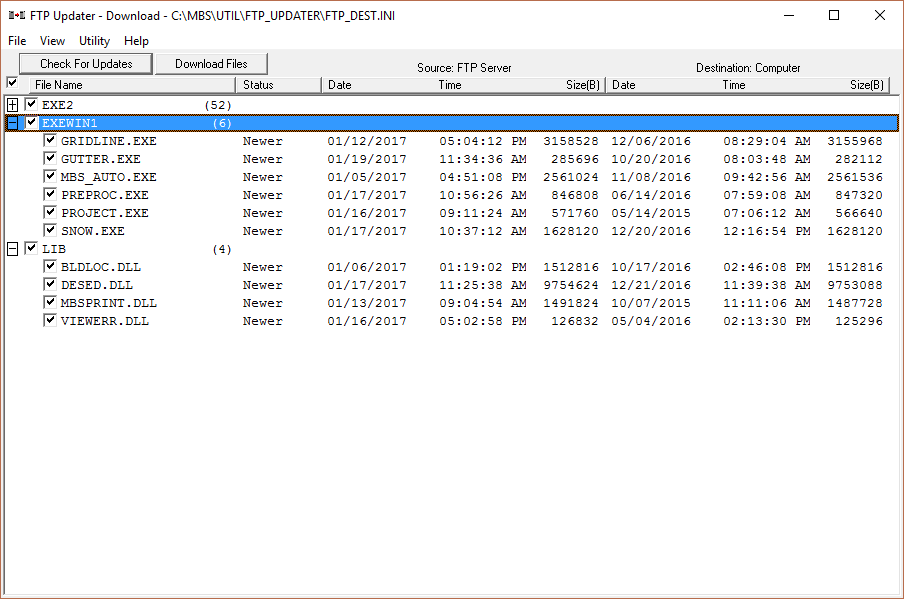 FTP Updater - Download - C:\MBS\UTIL\FTP_UPDATER\FTP_DEST.INI
File View Utility Help
Check For Updates Download Files Source: FTP Server Destination: Computer
File Name Status Date Time Size(B) Date Time Size(B)
EXE2 (52)
EXEWIN1 (6)
GRIDLINE.EXE Newer 01/12/2017 05:04:12 PM 3158528 12/06/2016 08:29:04 AM 3155968
GUTTER.EXE Newer 01/19/2017 11:34:36 AM 285696 10/20/2016 08:03:48 AM 282112
MBS_AUTO.EXE Newer 01/05/2017 04:51:08 PM 2561024 11/08/2016 09:42:56 AM 2561536
PREPROC.EXE Newer 01/17/2017 10:56:26 AM 846808 06/14/2016 07:59:08 AM 847320
PROJECT.EXE Newer 01/16/2017 09:11:24 AM 571760 05/14/2015 07:06:12 AM 566640
SNOW.EXE Newer 01/17/2017 10:37:12 AM 1628120 12/20/2016 12:16:54 PM 1628120
LIB (4)
BLDLOC.DLL Newer 01/06/2017 01:19:02 PM 1512816 10/17/2016 02:46:08 PM 1512816
DESED.DLL Newer 01/17/2017 11:25:38 AM 9754624 12/21/2016 11:39:38 AM 9753088
MBSPRINT.DLL Newer 01/13/2017 09:04:54 AM 1491824 10/07/2015 11:11:06 AM 1487728
VIEWERR.DLL Newer 01/16/2017 05:02:58 PM 126832 05/04/2016 02:13:30 PM 125296